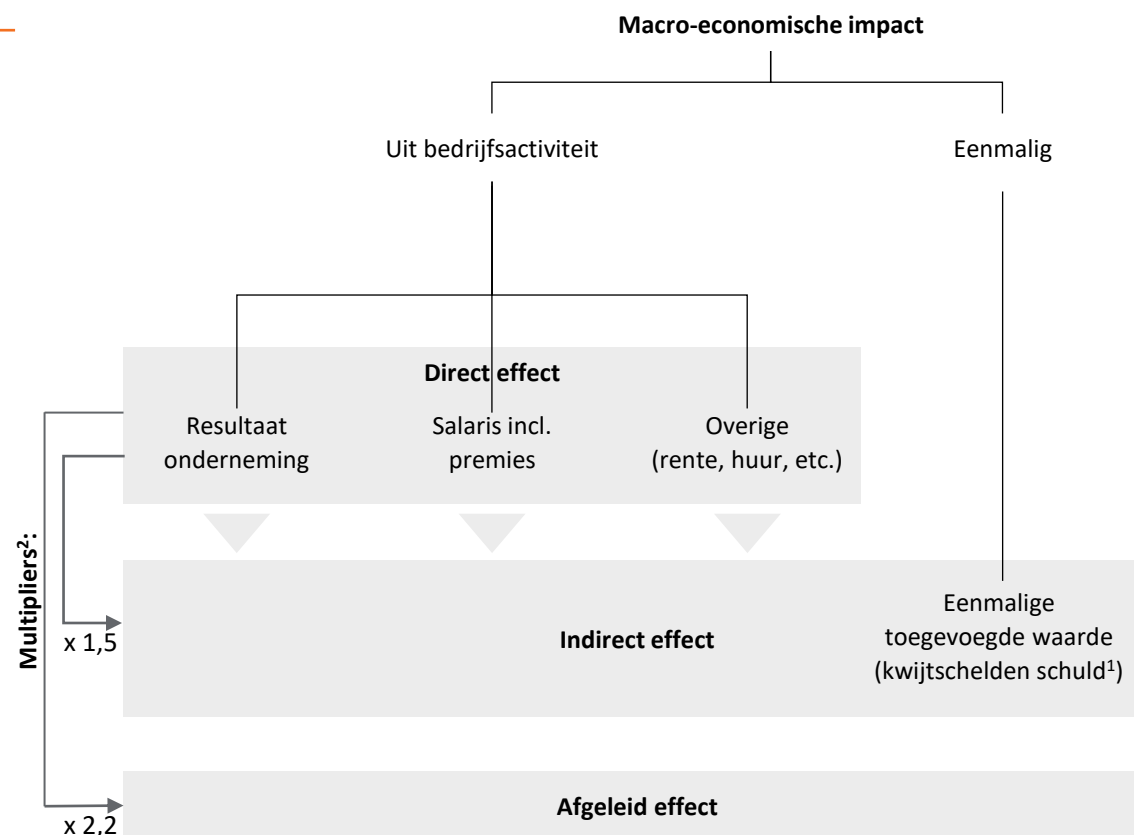 Macro-economische impact
Uit bedrijfsactiviteit
Eenmalig
Direct effect
Resultaat
onderneming
Salaris incl.
premies
Overige
(rente, huur, etc.)
Multipliers²:
x 1,5
Indirect effect
Eenmalige
toegevoegde waarde
(kwijtschelden schuld¹)
x 2,2
Afgeleid effect